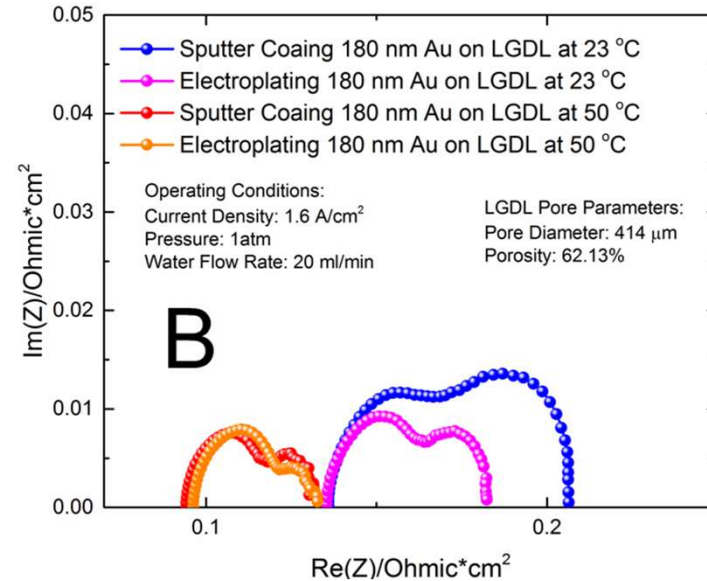 0.05
Sputter Coaing 180 nm Au on LGDL at 23 °C
Electroplating 180 nm Au on LGDL at 23 °C
0.04
Sputter Coaing 180 nm Au on LGDL at 50 °C
Electroplating 180 nm Au on LGDL at 50 °C
Im(Z)/Ohmic*cm²
0.03
Operating Conditions:
Current Density: 1.6 A/cm²
Pressure: 1atm
Water Flow Rate: 20 ml/min
LGDL Pore Parameters:
Pore Diameter: 414 μm
Porosity: 62.13%
0.02
B
0.01
0.00
0.1
0.2
Re(Z)/Ohmic*cm²